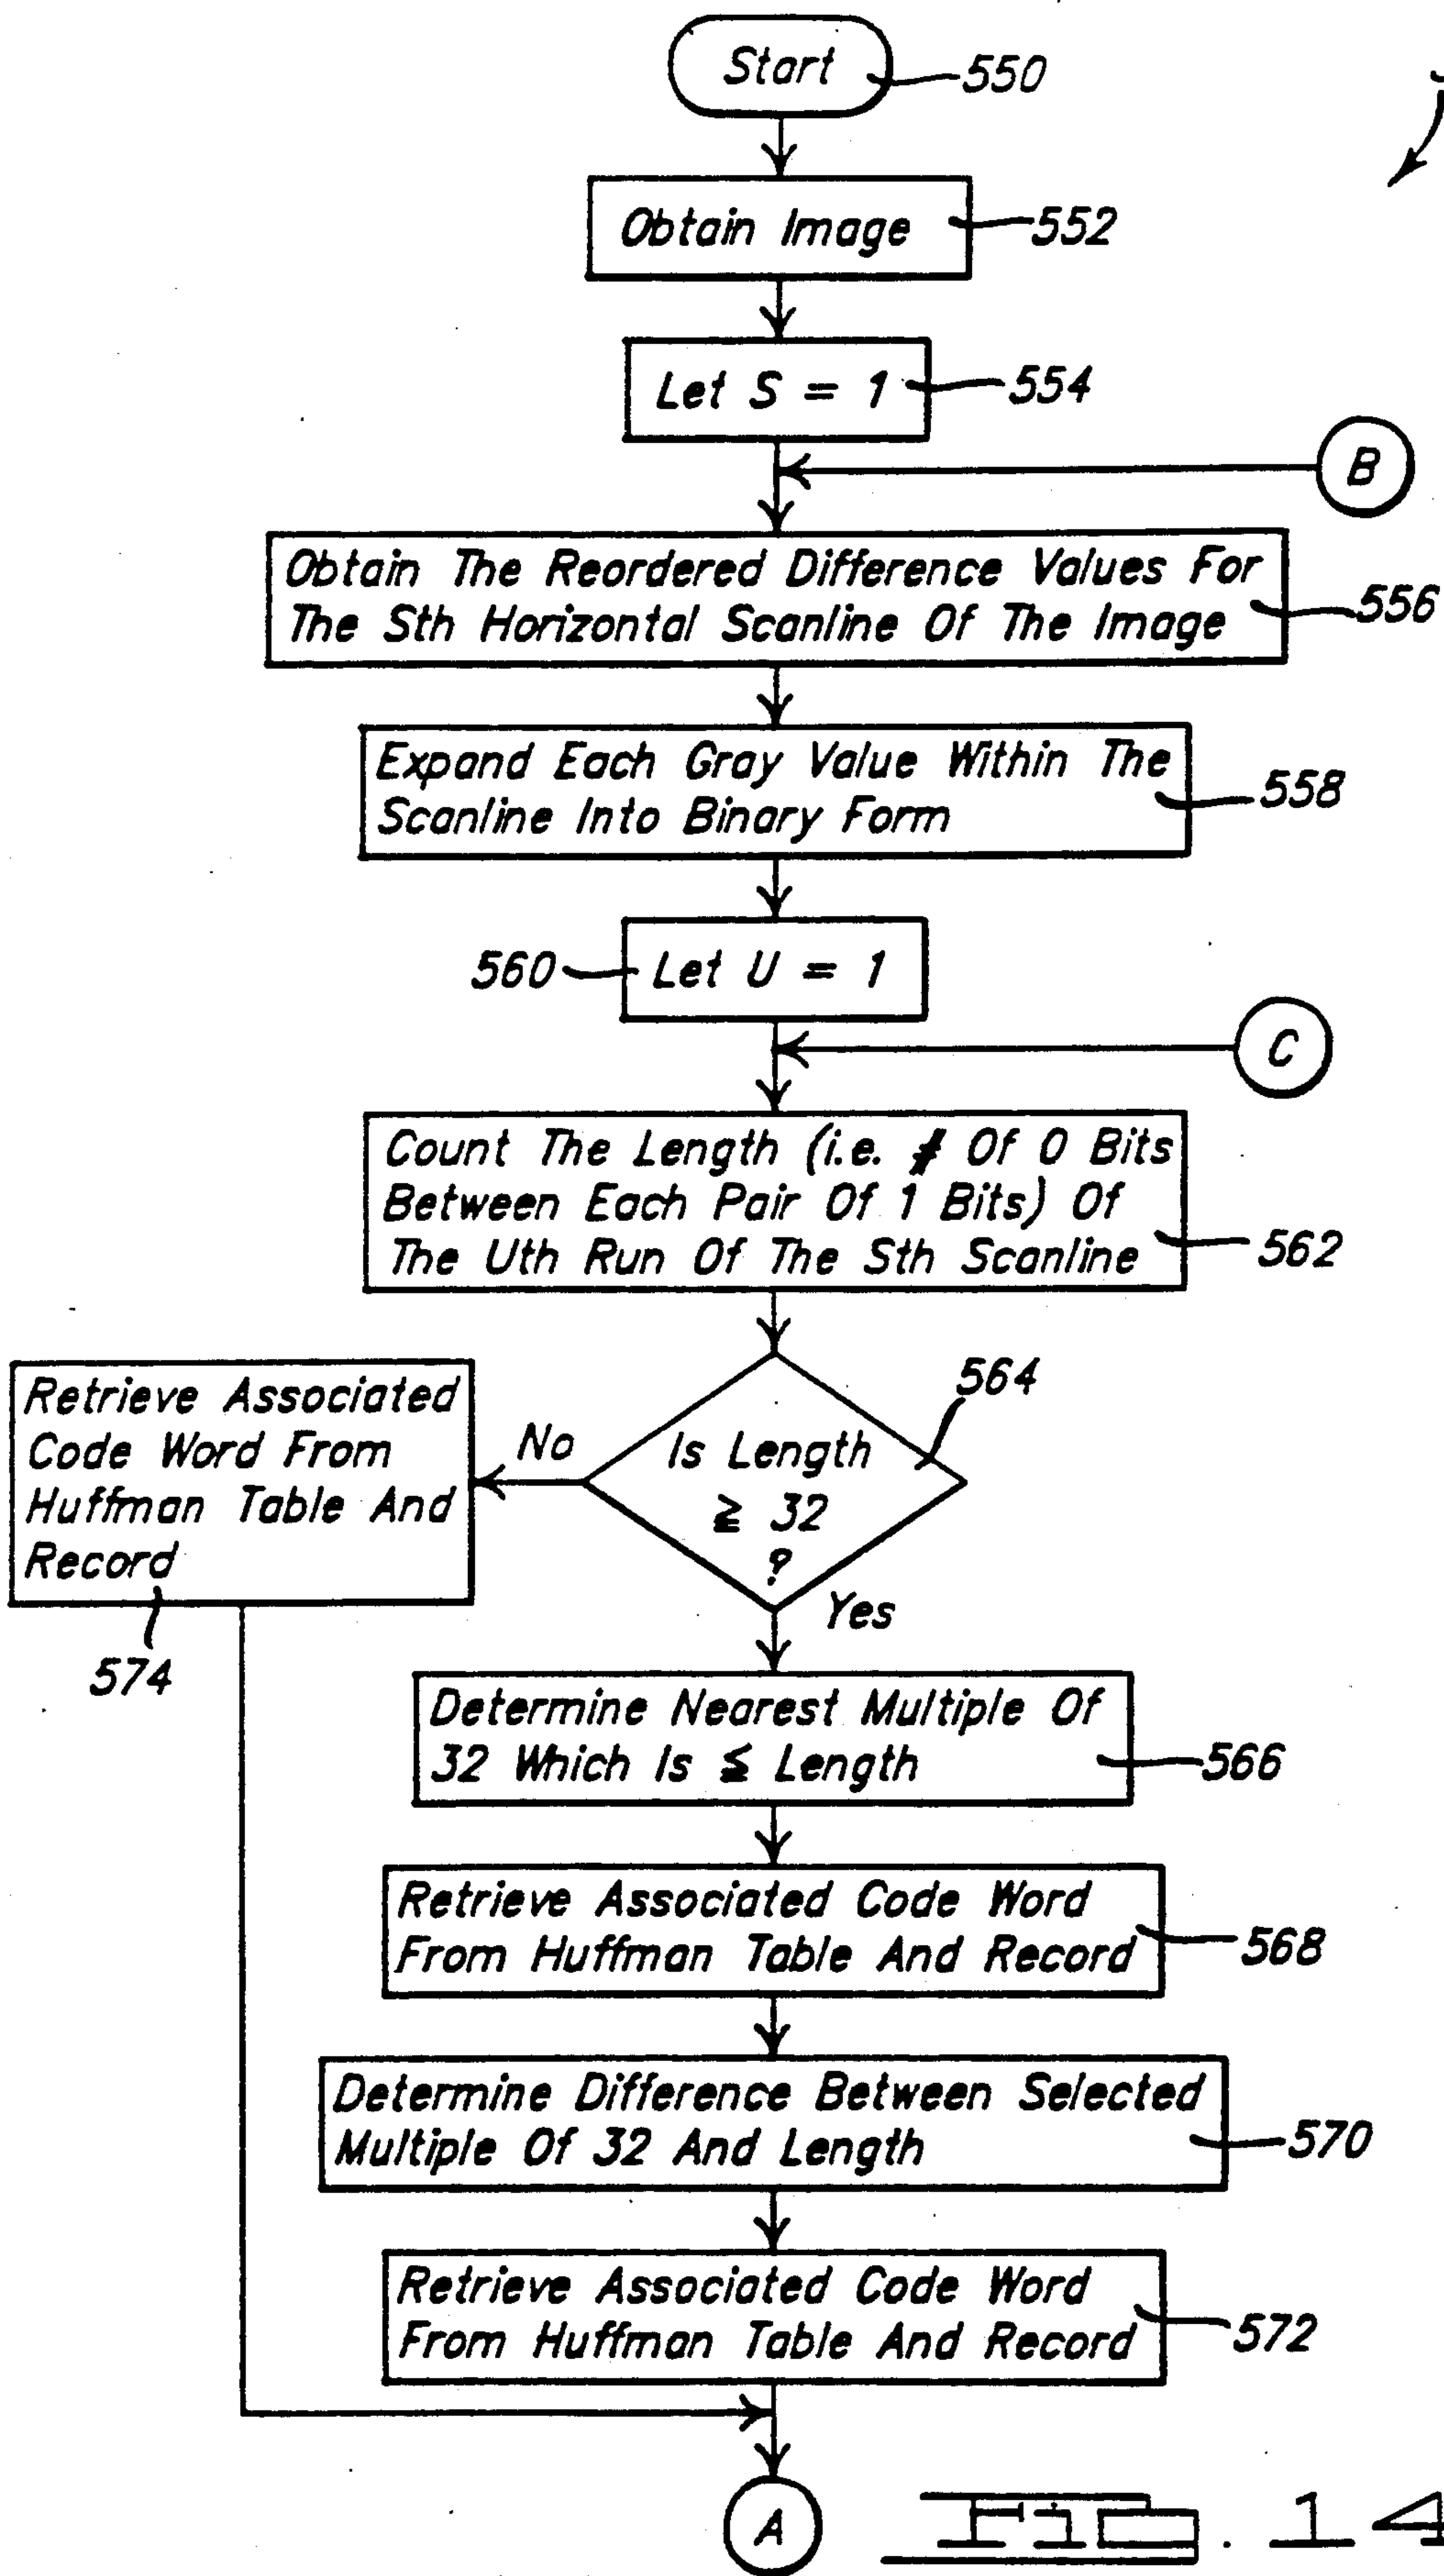 Start
550
Obtain Image
552
Let S = 1
554
B
Obtain The Reordered Difference Values For
The Sth Horizontal Scanline Of The Image
556
Expand Each Gray Value Within The
Scanline Into Binary Form
558
560
Let U = 1
C
Count The Length (i.e. # Of 0 Bits
Between Each Pair Of 1 Bits) Of
The Uth Run Of The Sth Scanline
562
564
Is Length
≧ 32
?
No
Yes
Retrieve Associated
Code Word From
Huffman Table And
Record
574
Determine Nearest Multiple Of
32 Which Is ≦ Length
566
Retrieve Associated Code Word
From Huffman Table And Record
568
Determine Difference Between Selected
Multiple Of 32 And Length
570
Retrieve Associated Code Word
From Huffman Table And Record
572
A
FIG. 14